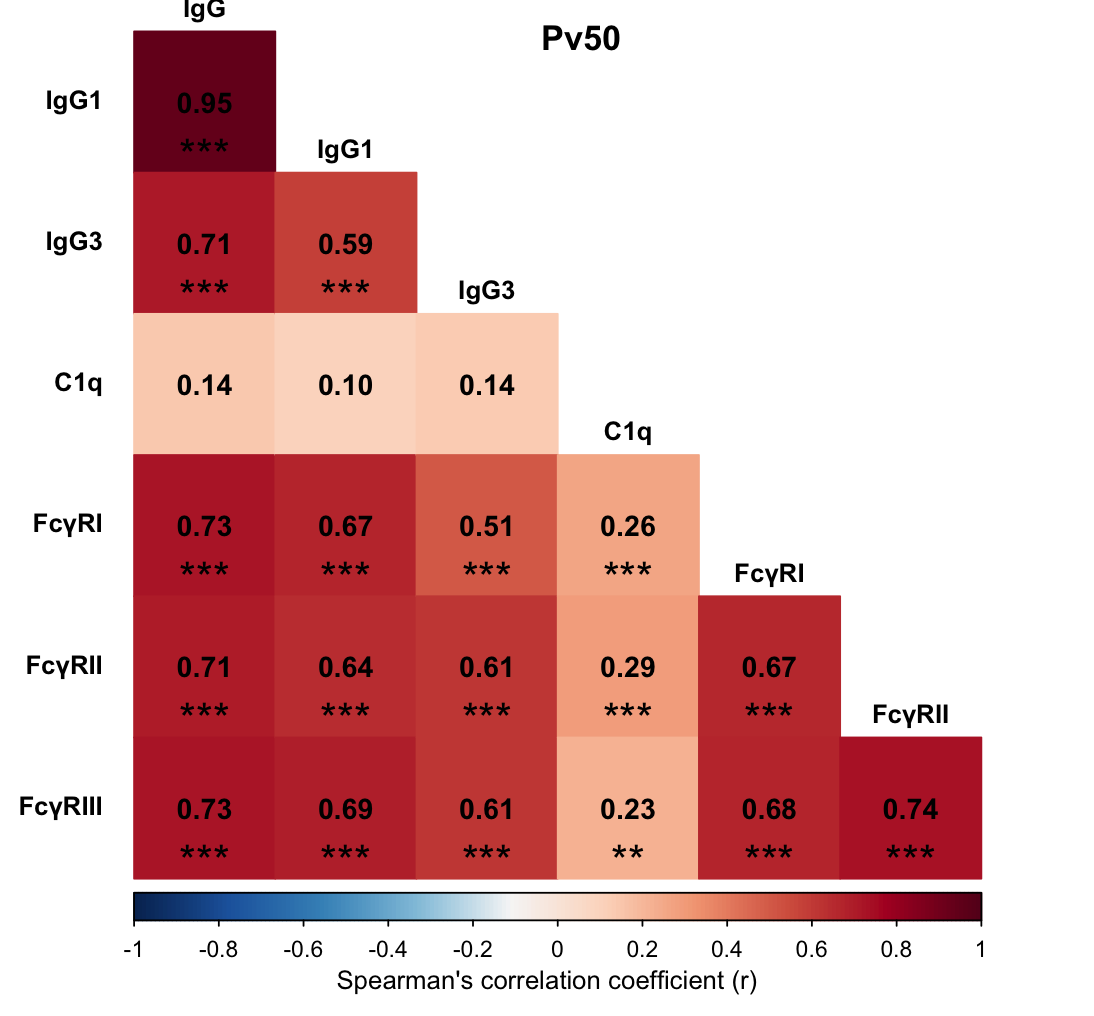 IgG
Pv50
IgG1
0.95
***
IgG1
IgG3
0.71
0.59
***
***
IgG3
C1q
0.14
0.10
0.14
C1q
FcγRI
0.73
0.67
0.51
0.26
***
***
***
***
FcγRI
FcγRII
0.71
0.64
0.61
0.29
0.67
***
***
***
***
***
FcγRII
FcγRIII
0.73
0.69
0.61
0.23
0.68
0.74
***
***
***
**
***
***
-1 -0.8 -0.6 -0.4 -0.2 0 0.2 0.4 0.6 0.8 1
Spearman's correlation coefficient (r)